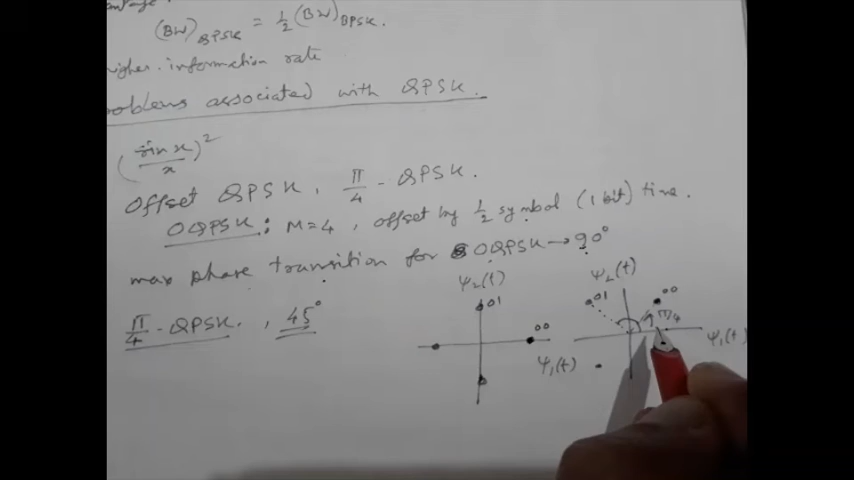 (BW)QPSK = 1/2 (BW)BPSK.
higher information rate
roblems associated with QPSK.
(sin x / x)²
Offset QPSK, π/4 - QPSK.
OQPSK: M=4, offset by 1/2 symbol (1 bit) time.
max phase transition for OQPSK → 90°
π/4 - QPSK. , 45°
ψ₂(t)
01
00
ψ₁(t)
ψ₂(t)
01
00
π/4
ψ₁(t)